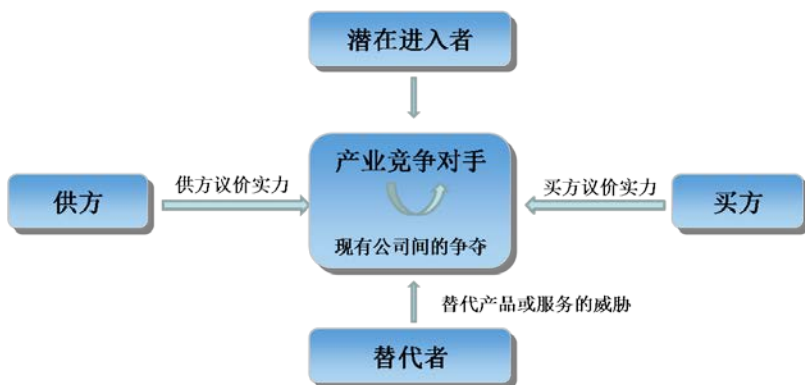 潜在进入者
产业竞争对手
供方议价实力
买方议价实力
供方
买方
现有公司间的争夺
替代产品或服务的威胁
替代者